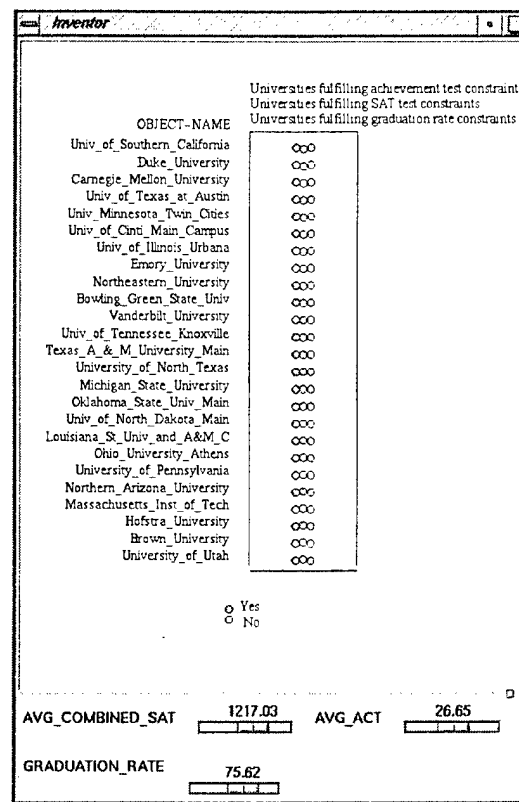 Inventor
Universities fulfilling achievement test constraint
Universities fulfilling SAT test constraints
Universities fulfilling graduation rate constraints
OBJECT-NAME
Univ_of_Southern_California
Duke_University
Carnegie_Mellon_University
Univ_of_Texas_at_Austin
Univ_Minnesota_Twin_Cities
Univ_of_Cinti_Main_Campus
Univ_of_Illinois_Urbana
Emory_University
Northeastern_University
Bowling_Green_State_Univ
Vanderbilt_University
Univ_of_Tennessee_Knoxville
Texas_A_&_M_University_Main
University_of_North_Texas
Michigan_State_University
Oklahoma_State_Univ_Main
Univ_of_North_Dakota_Main
Louisiana_St_Univ_and_A&M_C
Ohio_University_Athens
University_of_Pennsylvania
Northern_Arizona_University
Massachusetts_Inst_of_Tech
Hofstra_University
Brown_University
University_of_Utah
Yes
No
AVG_COMBINED_SAT 1217.03 AVG_ACT 26.65
GRADUATION_RATE 75.62